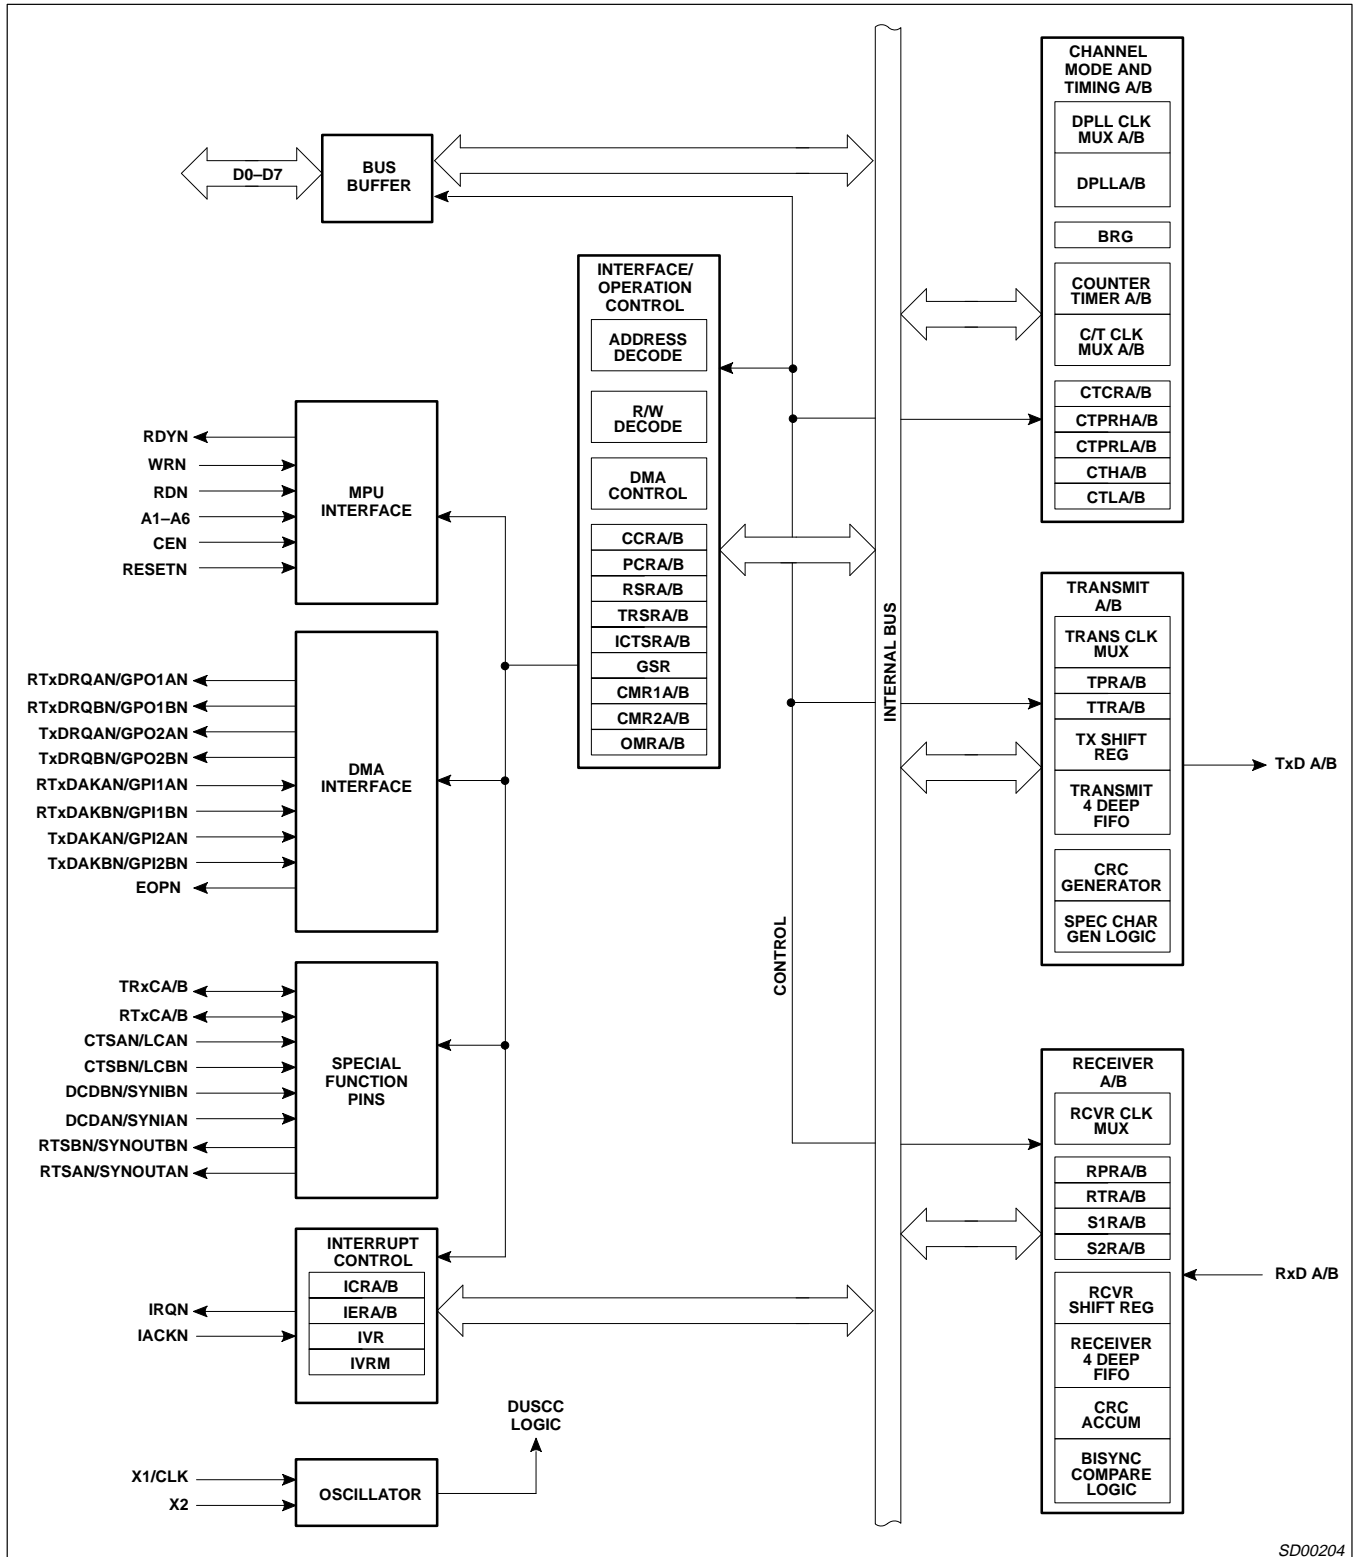 D0–D7
BUS
BUFFER
INTERFACE/
OPERATION
CONTROL
ADDRESS
DECODE
R/W
DECODE
DMA
CONTROL
CCRA/B
PCRA/B
RSRA/B
TRSRA/B
ICTSRA/B
GSR
CMR1A/B
CMR2A/B
OMRA/B
RDYN
WRN
RDN
A1–A6
CEN
RESETN
MPU
INTERFACE
RTxDRQAN/GPO1AN
RTxDRQBN/GPO1BN
TxDRQAN/GPO2AN
TxDRQBN/GPO2BN
RTxDAKAN/GPI1AN
RTxDAKBN/GPI1BN
TxDAKAN/GPI2AN
TxDAKBN/GPI2BN
EOPN
DMA
INTERFACE
TRxCA/B
RTxCA/B
CTSAN/LCAN
CTSBN/LCBN
DCDBN/SYNIBN
DCDAN/SYNIAN
RTSBN/SYNOUTBN
RTSAN/SYNOUTAN
SPECIAL
FUNCTION
PINS
INTERRUPT
CONTROL
ICRA/B
IERA/B
IVR
IVRM
IRQN
IACKN
DUSCC
LOGIC
X1/CLK
X2
OSCILLATOR
CONTROL
INTERNAL BUS
CHANNEL
MODE AND
TIMING A/B
DPLL CLK
MUX A/B
DPLLA/B
BRG
COUNTER
TIMER A/B
C/T CLK
MUX A/B
CTCRA/B
CTPRHA/B
CTPRLA/B
CTHA/B
CTLA/B
TRANSMIT
A/B
TRANS CLK
MUX
TPRA/B
TTRA/B
TX SHIFT
REG
TRANSMIT
4 DEEP
FIFO
CRC
GENERATOR
SPEC CHAR
GEN LOGIC
TxD A/B
RECEIVER
A/B
RCVR CLK
MUX
RPRA/B
RTRA/B
S1RA/B
S2RA/B
RCVR
SHIFT REG
RECEIVER
4 DEEP
FIFO
CRC
ACCUM
BISYNC
COMPARE
LOGIC
RxD A/B
SD00204